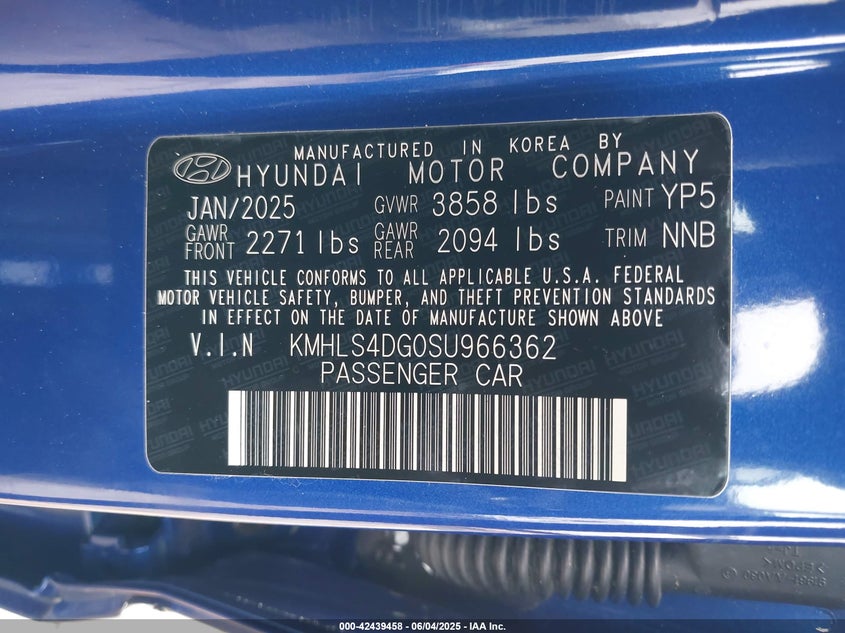 MANUFACTURED IN KOREA BY
HYUNDAI MOTOR COMPANY
JAN/2025 GVWR 3858 lbs PAINT YP5
GAWR FRONT 2271 lbs GAWR REAR 2094 lbs TRIM NNB
THIS VEHICLE CONFORMS TO ALL APPLICABLE U.S.A. FEDERAL
MOTOR VEHICLE SAFETY, BUMPER, AND THEFT PREVENTION STANDARDS
IN EFFECT ON THE DATE OF MANUFACTURE SHOWN ABOVE
V.I.N KMHLS4DG0SU966362
PASSENGER CAR
000-42439458 - 06/04/2025 - IAA Inc.